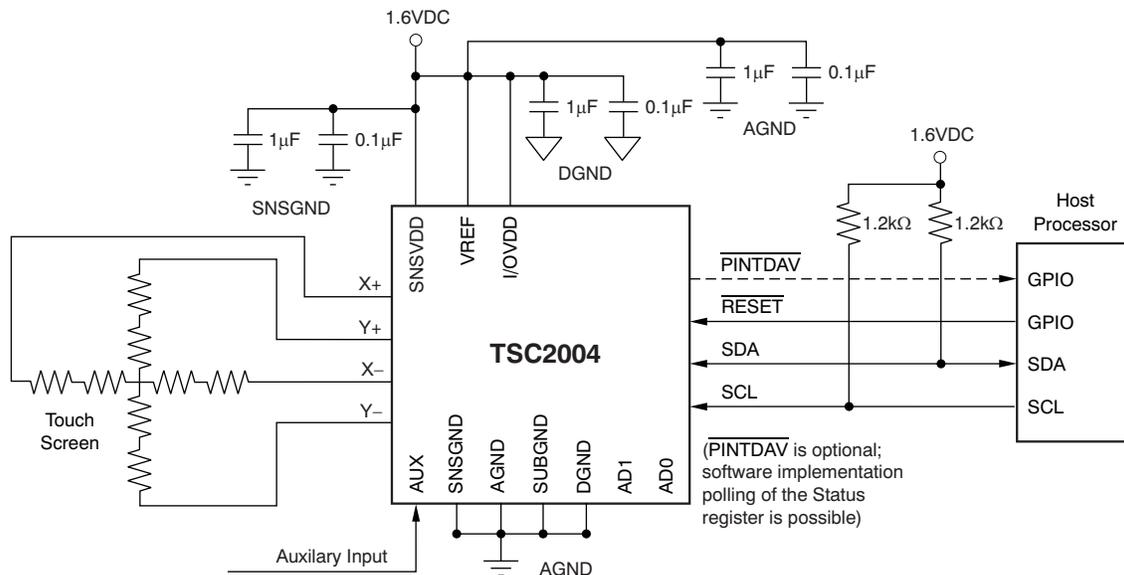 1.6VDC
1μF
0.1μF
AGND
1μF
0.1μF
DGND
1μF
0.1μF
SNSGND
1.6VDC
1.2kΩ
1.2kΩ
Host
Processor
SNSVDD
VREF
I/OVDD
X+
Y+
X−
Y−
Touch
Screen
TSC2004
PINTDAV
RESET
SDA
SCL
GPIO
GPIO
SDA
SCL
AUX
SNSGND
AGND
SUBGND
DGND
AD1
AD0
(PINTDAV is optional;
software implementation
polling of the Status
register is possible)
Auxilary Input
AGND